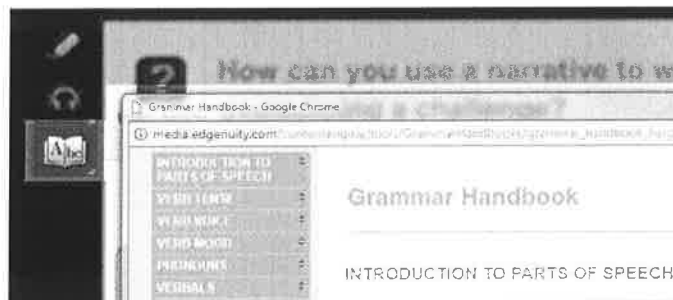 ?
How can you use a narrative to w
a challenge?
Grammar Handbook - Google Chrome
media.edgenuity.com
Abc
INTRODUCTION TO
PARTS OF SPEECH
VERB TENSE
VERB VOICE
VERB MOOD
PRONOUNS
VERBALS
Grammar Handbook
INTRODUCTION TO PARTS OF SPEECH